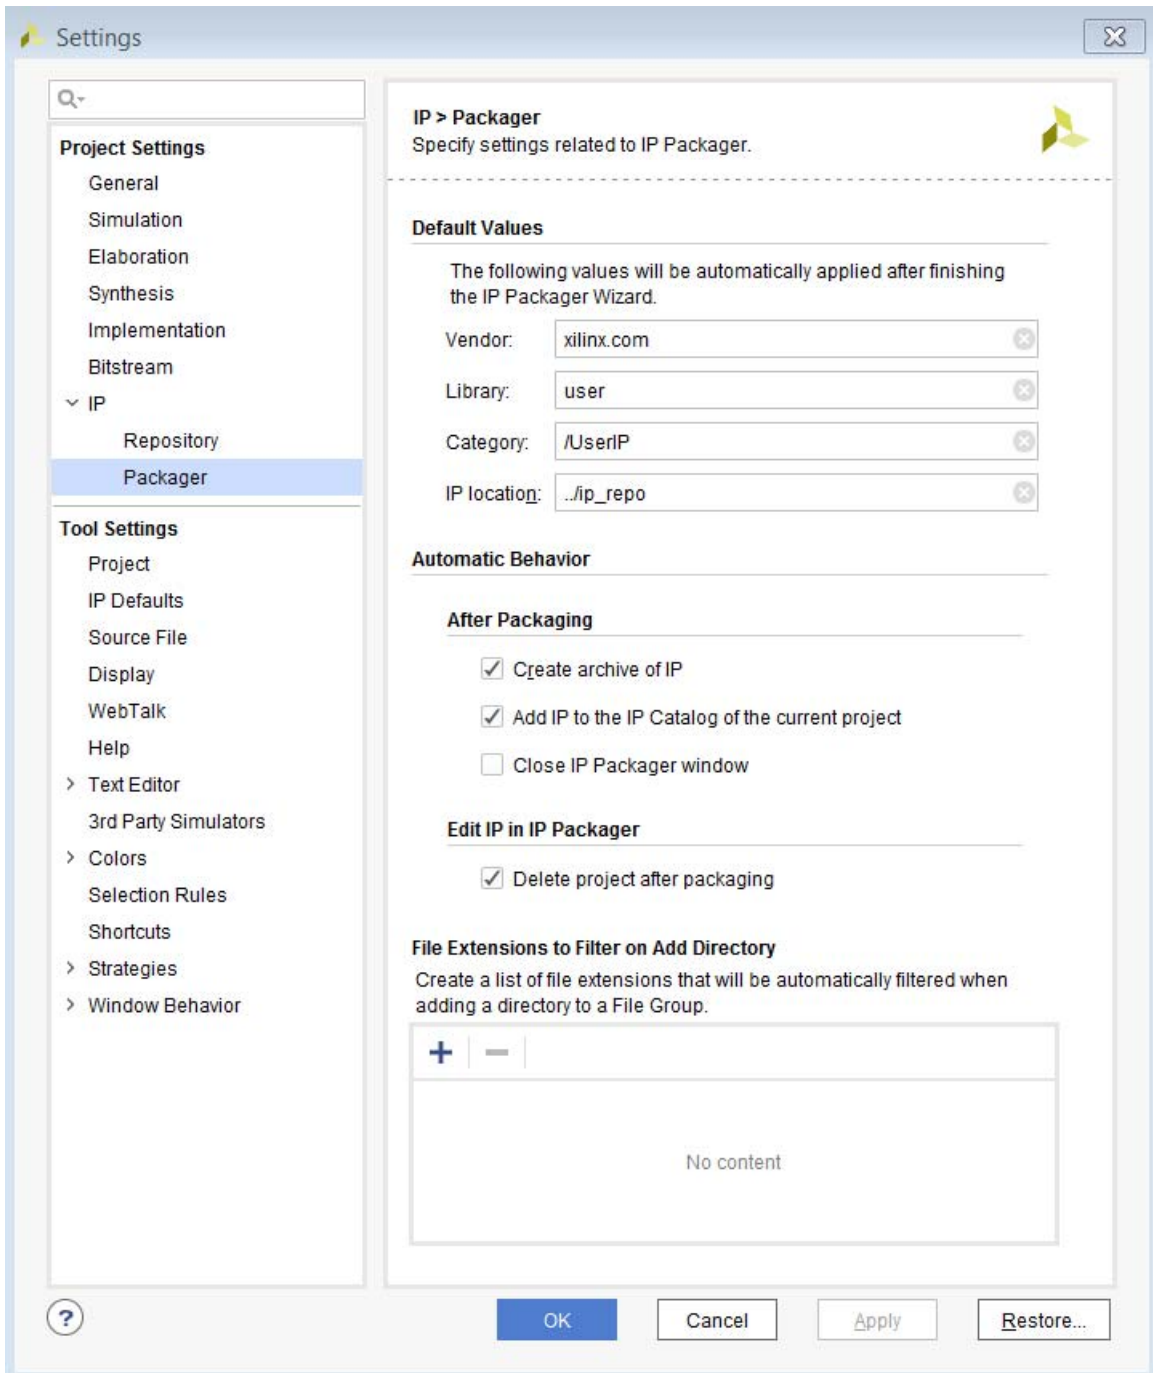 Settings
Project Settings
General
Simulation
Elaboration
Synthesis
Implementation
Bitstream
IP
Repository
Packager
Tool Settings
Project
IP Defaults
Source File
Display
WebTalk
Help
Text Editor
3rd Party Simulators
Colors
Selection Rules
Shortcuts
Strategies
Window Behavior
IP > Packager
Specify settings related to IP Packager.
Default Values
The following values will be automatically applied after finishing
the IP Packager Wizard.
Vendor: xilinx.com
Library: user
Category: /UserIP
IP location: ../ip_repo
Automatic Behavior
After Packaging
Create archive of IP
Add IP to the IP Catalog of the current project
Close IP Packager window
Edit IP in IP Packager
Delete project after packaging
File Extensions to Filter on Add Directory
Create a list of file extensions that will be automatically filtered when
adding a directory to a File Group.
No content
? OK Cancel Apply Restore...